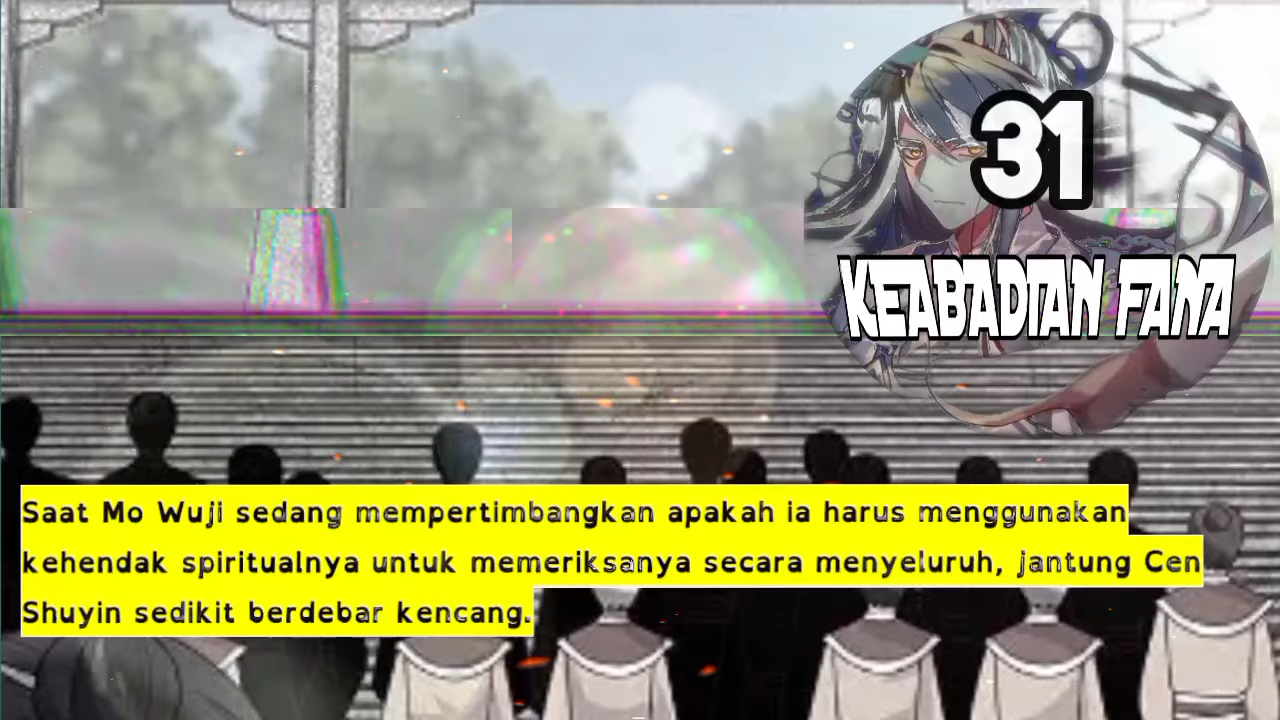 31
KEABADIAN FANA
Saat Mo Wuji sedang mempertimbangkan apakah ia harus menggunakan
kehendak spiritualnya untuk memeriksanya secara menyeluruh, jantung Cen
Shuyin sedikit berdebar kencang.